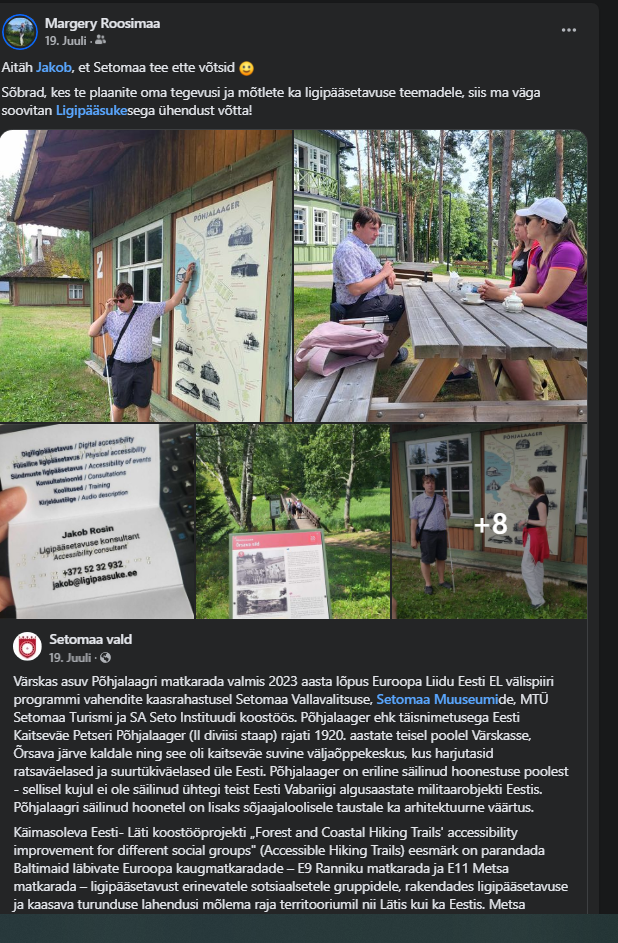 Margery Roosimaa
19. Juuli ·
Aitäh Jakob, et Setomaa tee ette võtsid
Sõbrad, kes te plaanite oma tegevusi ja mõtlete ka ligipääsetavuse teemadele, siis ma väga
soovitan Ligipääsukesega ühendust võtta!
PÕHJALAAGER
2
Digiligipääsetavus / Digital accessibility
Füüsiline ligipääsetavus / Physical accessibility
Sündmuste ligipääsetavus / Accessibility of events
Konsultatsioonid / Consultations
Koolitused / Training
Kirjeldustõlge / Audio description
Jakob Rosin
Ligipääsetavuse konsultant
Accessibility consultant
+372 52 32 932
jakob@ligipaasuke.ee
PÕHJALAAGER
+8
Setomaa vald
19. Juuli ·
Värskas asuv Põhjalaagri matkarada valmis 2023 aasta lõpus Euroopa Liidu Eesti EL välispiiri
programmi vahendite kaasrahastusel Setomaa Vallavalitsuse, Setomaa Muuseumide, MTÜ
Setomaa Turismi ja SA Seto Instituudi koostöös. Põhjalaager ehk täisnimetusega Eesti
Kaitseväe Petseri Põhjalaager (II diviisi staap) rajati 1920. aastate teisel poolel Värskasse,
Õrsava järve kaldale ning see oli kaitseväe suvine väljaõppekeskus, kus harjutasid
ratsaväelased ja suurtükiväelased üle Eesti. Põhjalaager on eriline säilinud hoonestuse poolest
- sellisel kujul ei ole säilinud ühtegi teist Eesti Vabariigi algusaastate militaarobjekti Eestis.
Põhjalaagri säilinud hoonetel on lisaks sõjaajaloolisele taustale ka arhitektuurne väärtus.
Käimasoleva Eesti- Läti koostööprojekti „Forest and Coastal Hiking Trails' accessibility
improvement for different social groups" (Accessible Hiking Trails) eesmärk on parandada
Baltimaid läbivate Euroopa kaugmatkaradade – E9 Ranniku matkarada ja E11 Metsa
matkarada – ligipääsetavust erinevatele sotsiaalsetele gruppidele, rakendades ligipääsetavuse
ja kaasava turunduse lahendusi mõlema raja territooriumil nii Lätis kui ka Eestis. Metsa